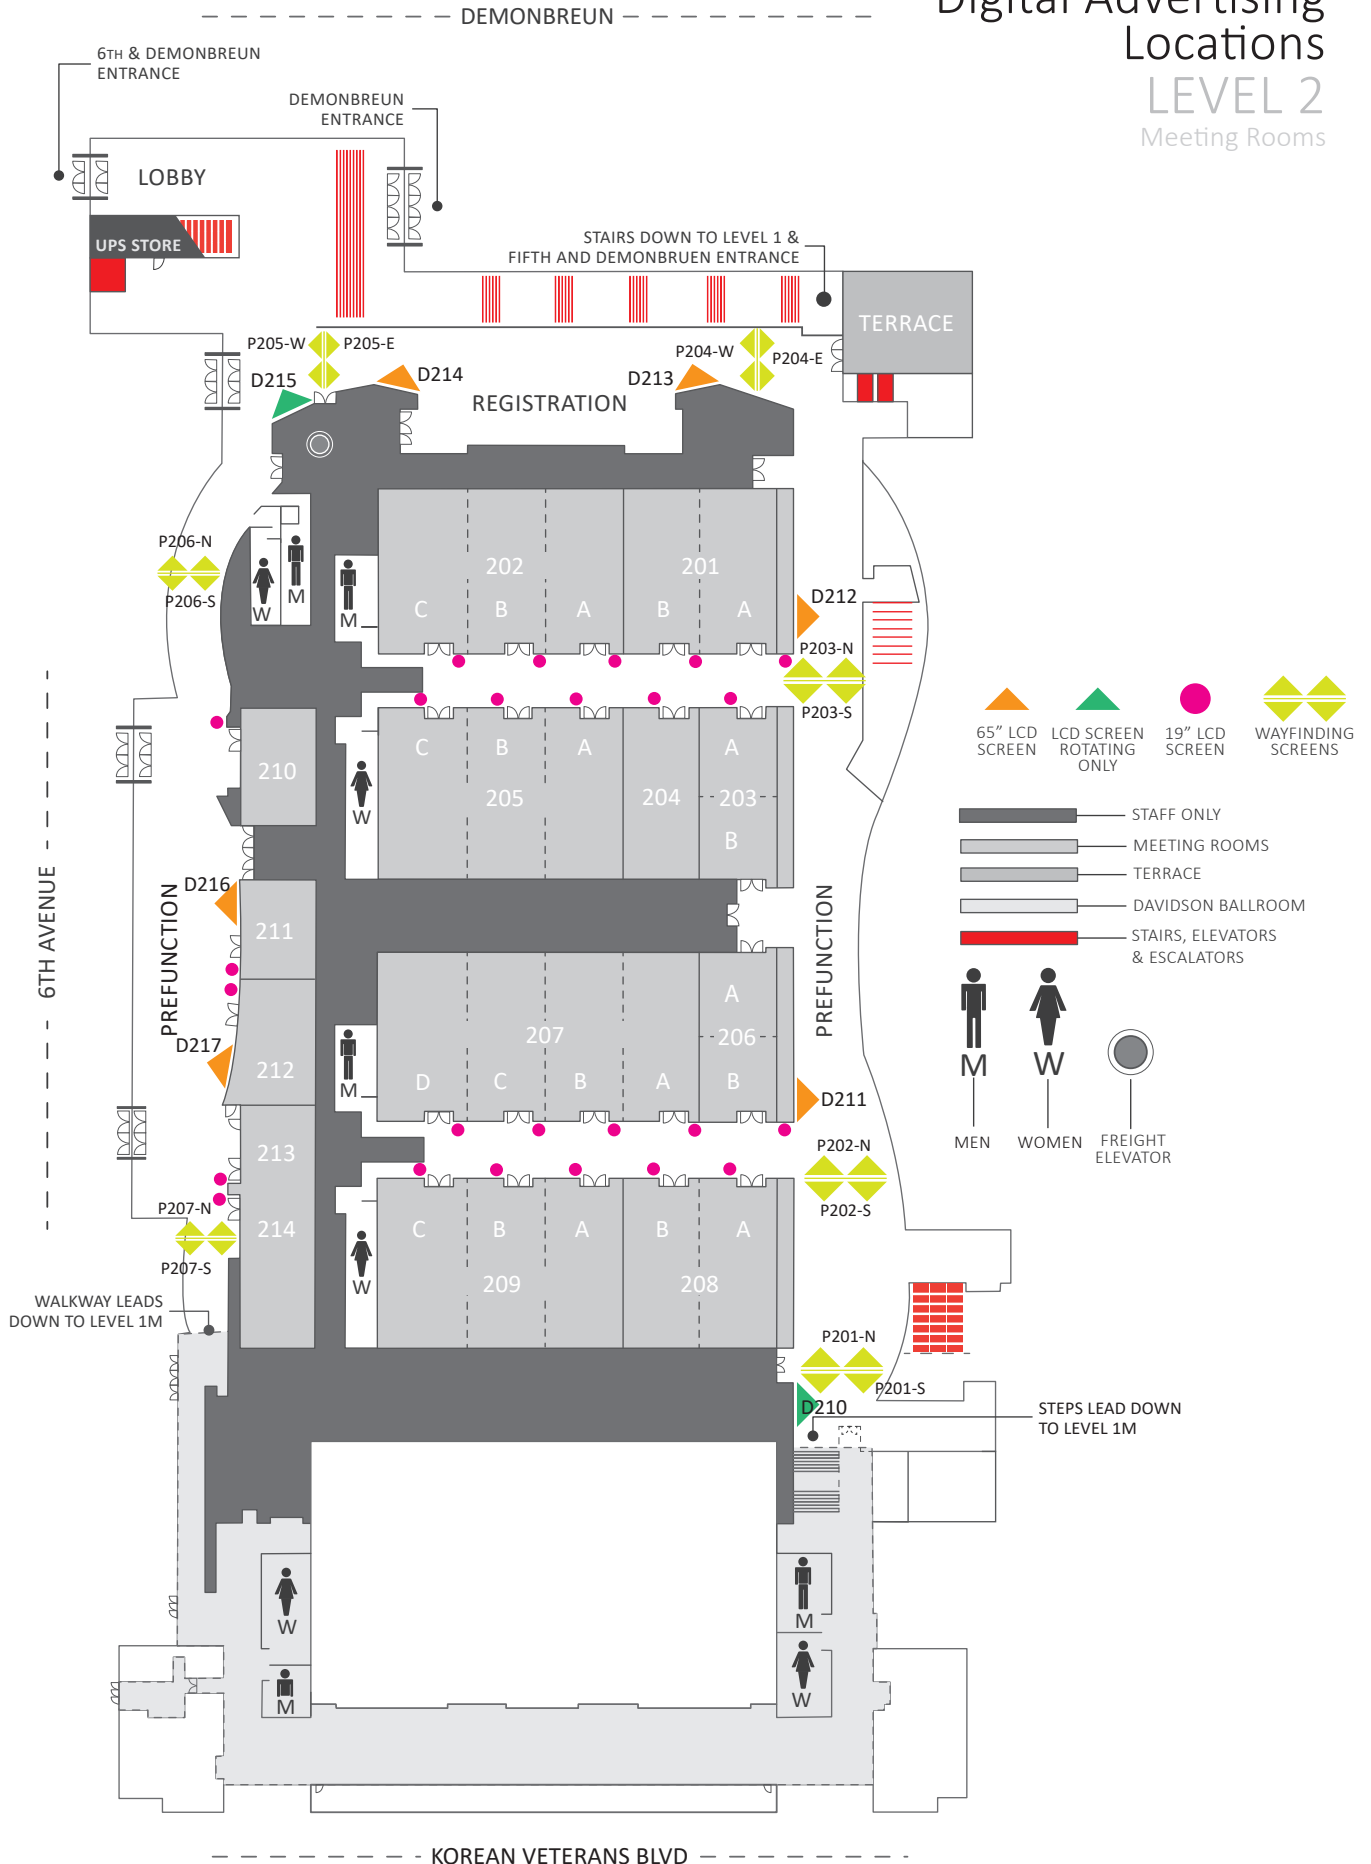 DEMONBREUN
Digital Advertising
Locations
LEVEL 2
Meeting Rooms
6TH & DEMONBREUN
ENTRANCE
DEMONBREUN
ENTRANCE
LOBBY
UPS STORE
STAIRS DOWN TO LEVEL 1 &
FIFTH AND DEMONBRUEN ENTRANCE
TERRACE
P205-W
P205-E
P204-W
P204-E
D215
D214
D213
REGISTRATION
P206-N
P206-S
W
M
M
202
201
C
B
A
B
A
D212
P203-N
P203-S
65” LCD
SCREEN
LCD SCREEN
ROTATING
ONLY
19” LCD
SCREEN
WAYFINDING
SCREENS
210
W
C
B
A
A
205
204
203
B
STAFF ONLY
MEETING ROOMS
TERRACE
DAVIDSON BALLROOM
STAIRS, ELEVATORS
& ESCALATORS
6TH AVENUE
PREFUNCTION
PREFUNCTION
D216
211
D217
212
M
A
207
206
D
C
B
A
B
D211
M
W
MEN
WOMEN
FREIGHT
ELEVATOR
213
P202-N
P202-S
P207-N
P207-S
214
W
C
B
A
B
A
209
208
WALKWAY LEADS
DOWN TO LEVEL 1M
P201-N
P201-S
D210
STEPS LEAD DOWN
TO LEVEL 1M
W
M
M
W
KOREAN VETERANS BLVD